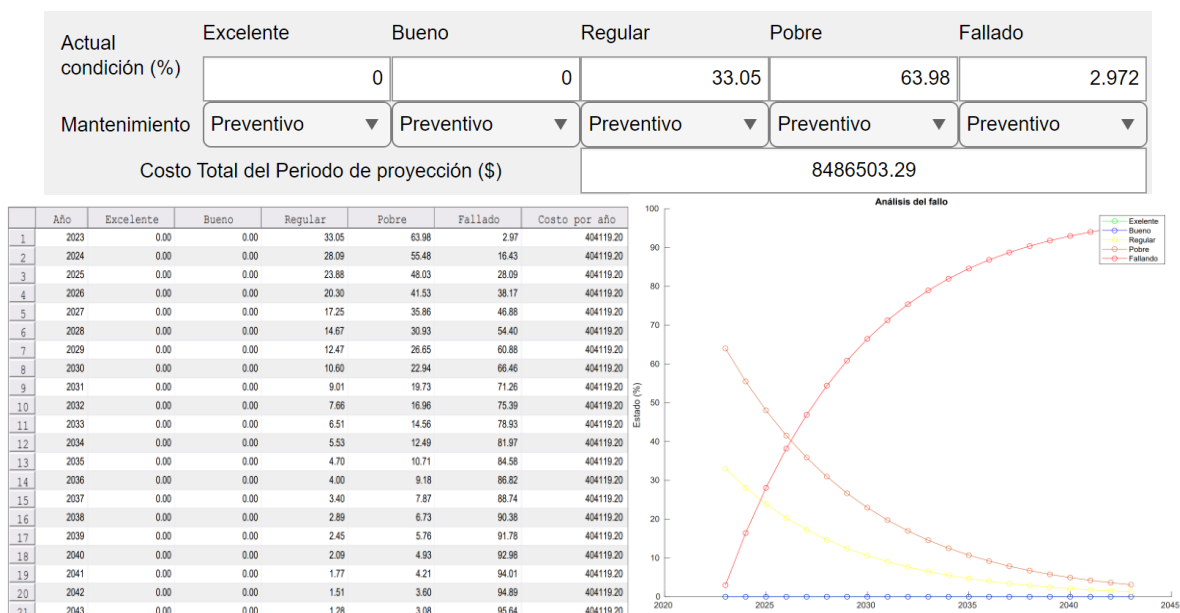 Actual condición (%) Excelente Bueno Regular Pobre Fallado
0 0 33.05 63.98 2.972
Mantenimiento Preventivo Preventivo Preventivo Preventivo Preventivo
Costo Total del Periodo de proyección ($) 8486503.29
Año Excelente Bueno Regular Pobre Fallado Costo por año
1 2023 0.00 0.00 33.05 63.98 2.97 404119.20
2 2024 0.00 0.00 28.09 55.48 16.43 404119.20
3 2025 0.00 0.00 23.88 48.03 28.09 404119.20
4 2026 0.00 0.00 20.30 41.53 38.17 404119.20
5 2027 0.00 0.00 17.25 35.86 46.88 404119.20
6 2028 0.00 0.00 14.67 30.93 54.40 404119.20
7 2029 0.00 0.00 12.47 26.65 60.88 404119.20
8 2030 0.00 0.00 10.60 22.94 66.46 404119.20
9 2031 0.00 0.00 9.01 19.73 71.26 404119.20
10 2032 0.00 0.00 7.66 16.96 75.39 404119.20
11 2033 0.00 0.00 6.51 14.56 78.93 404119.20
12 2034 0.00 0.00 5.53 12.49 81.97 404119.20
13 2035 0.00 0.00 4.70 10.71 84.58 404119.20
14 2036 0.00 0.00 4.00 9.18 86.82 404119.20
15 2037 0.00 0.00 3.40 7.87 88.74 404119.20
16 2038 0.00 0.00 2.89 6.73 90.38 404119.20
17 2039 0.00 0.00 2.45 5.76 91.78 404119.20
18 2040 0.00 0.00 2.09 4.93 92.98 404119.20
19 2041 0.00 0.00 1.77 4.21 94.01 404119.20
20 2042 0.00 0.00 1.51 3.60 94.89 404119.20
21 2043 0.00 0.00 1.28 3.08 95.64 404119.20
Análisis del fallo
Exelente
Bueno
Regular
Pobre
Fallando
Estado (%)
100
90
80
70
60
50
40
30
20
10
0
2020 2025 2030 2035 2040 2045